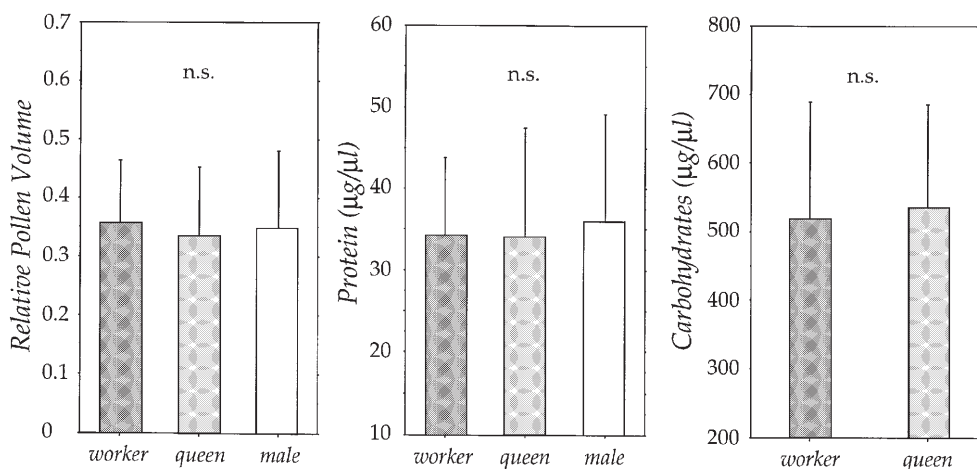 Relative Pollen Volume
0.7
0.6
0.5
0.4
0.3
0.2
0.1
0
n.s.
worker queen male
Protein (µg/µl)
60
50
40
30
20
10
n.s.
worker queen male
Carbohydrates (µg/µl)
800
700
600
500
400
300
200
n.s.
worker queen